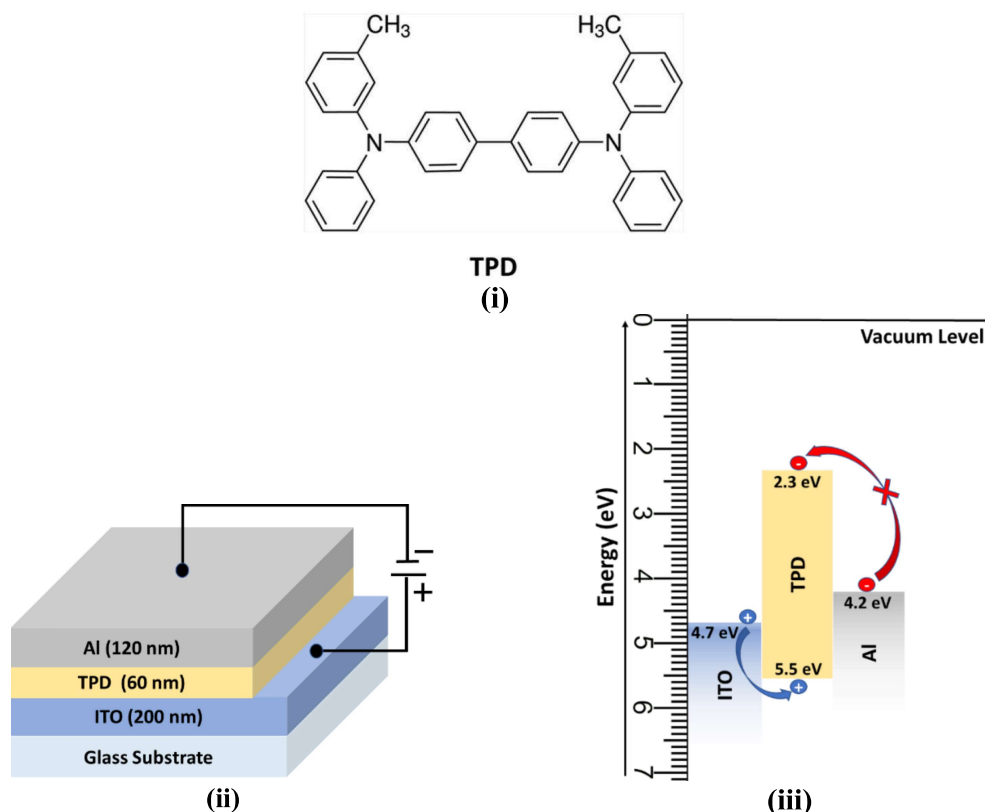 CH₃
H₃C
N
N
TPD
(i)
Al (120 nm)
TPD (60 nm)
ITO (200 nm)
Glass Substrate
−
+
(ii)
Energy (eV)
0
1
2
3
4
5
6
7
Vacuum Level
-
2.3 eV
TPD
5.5 eV
+
+
4.7 eV
ITO
-
4.2 eV
Al
(iii)